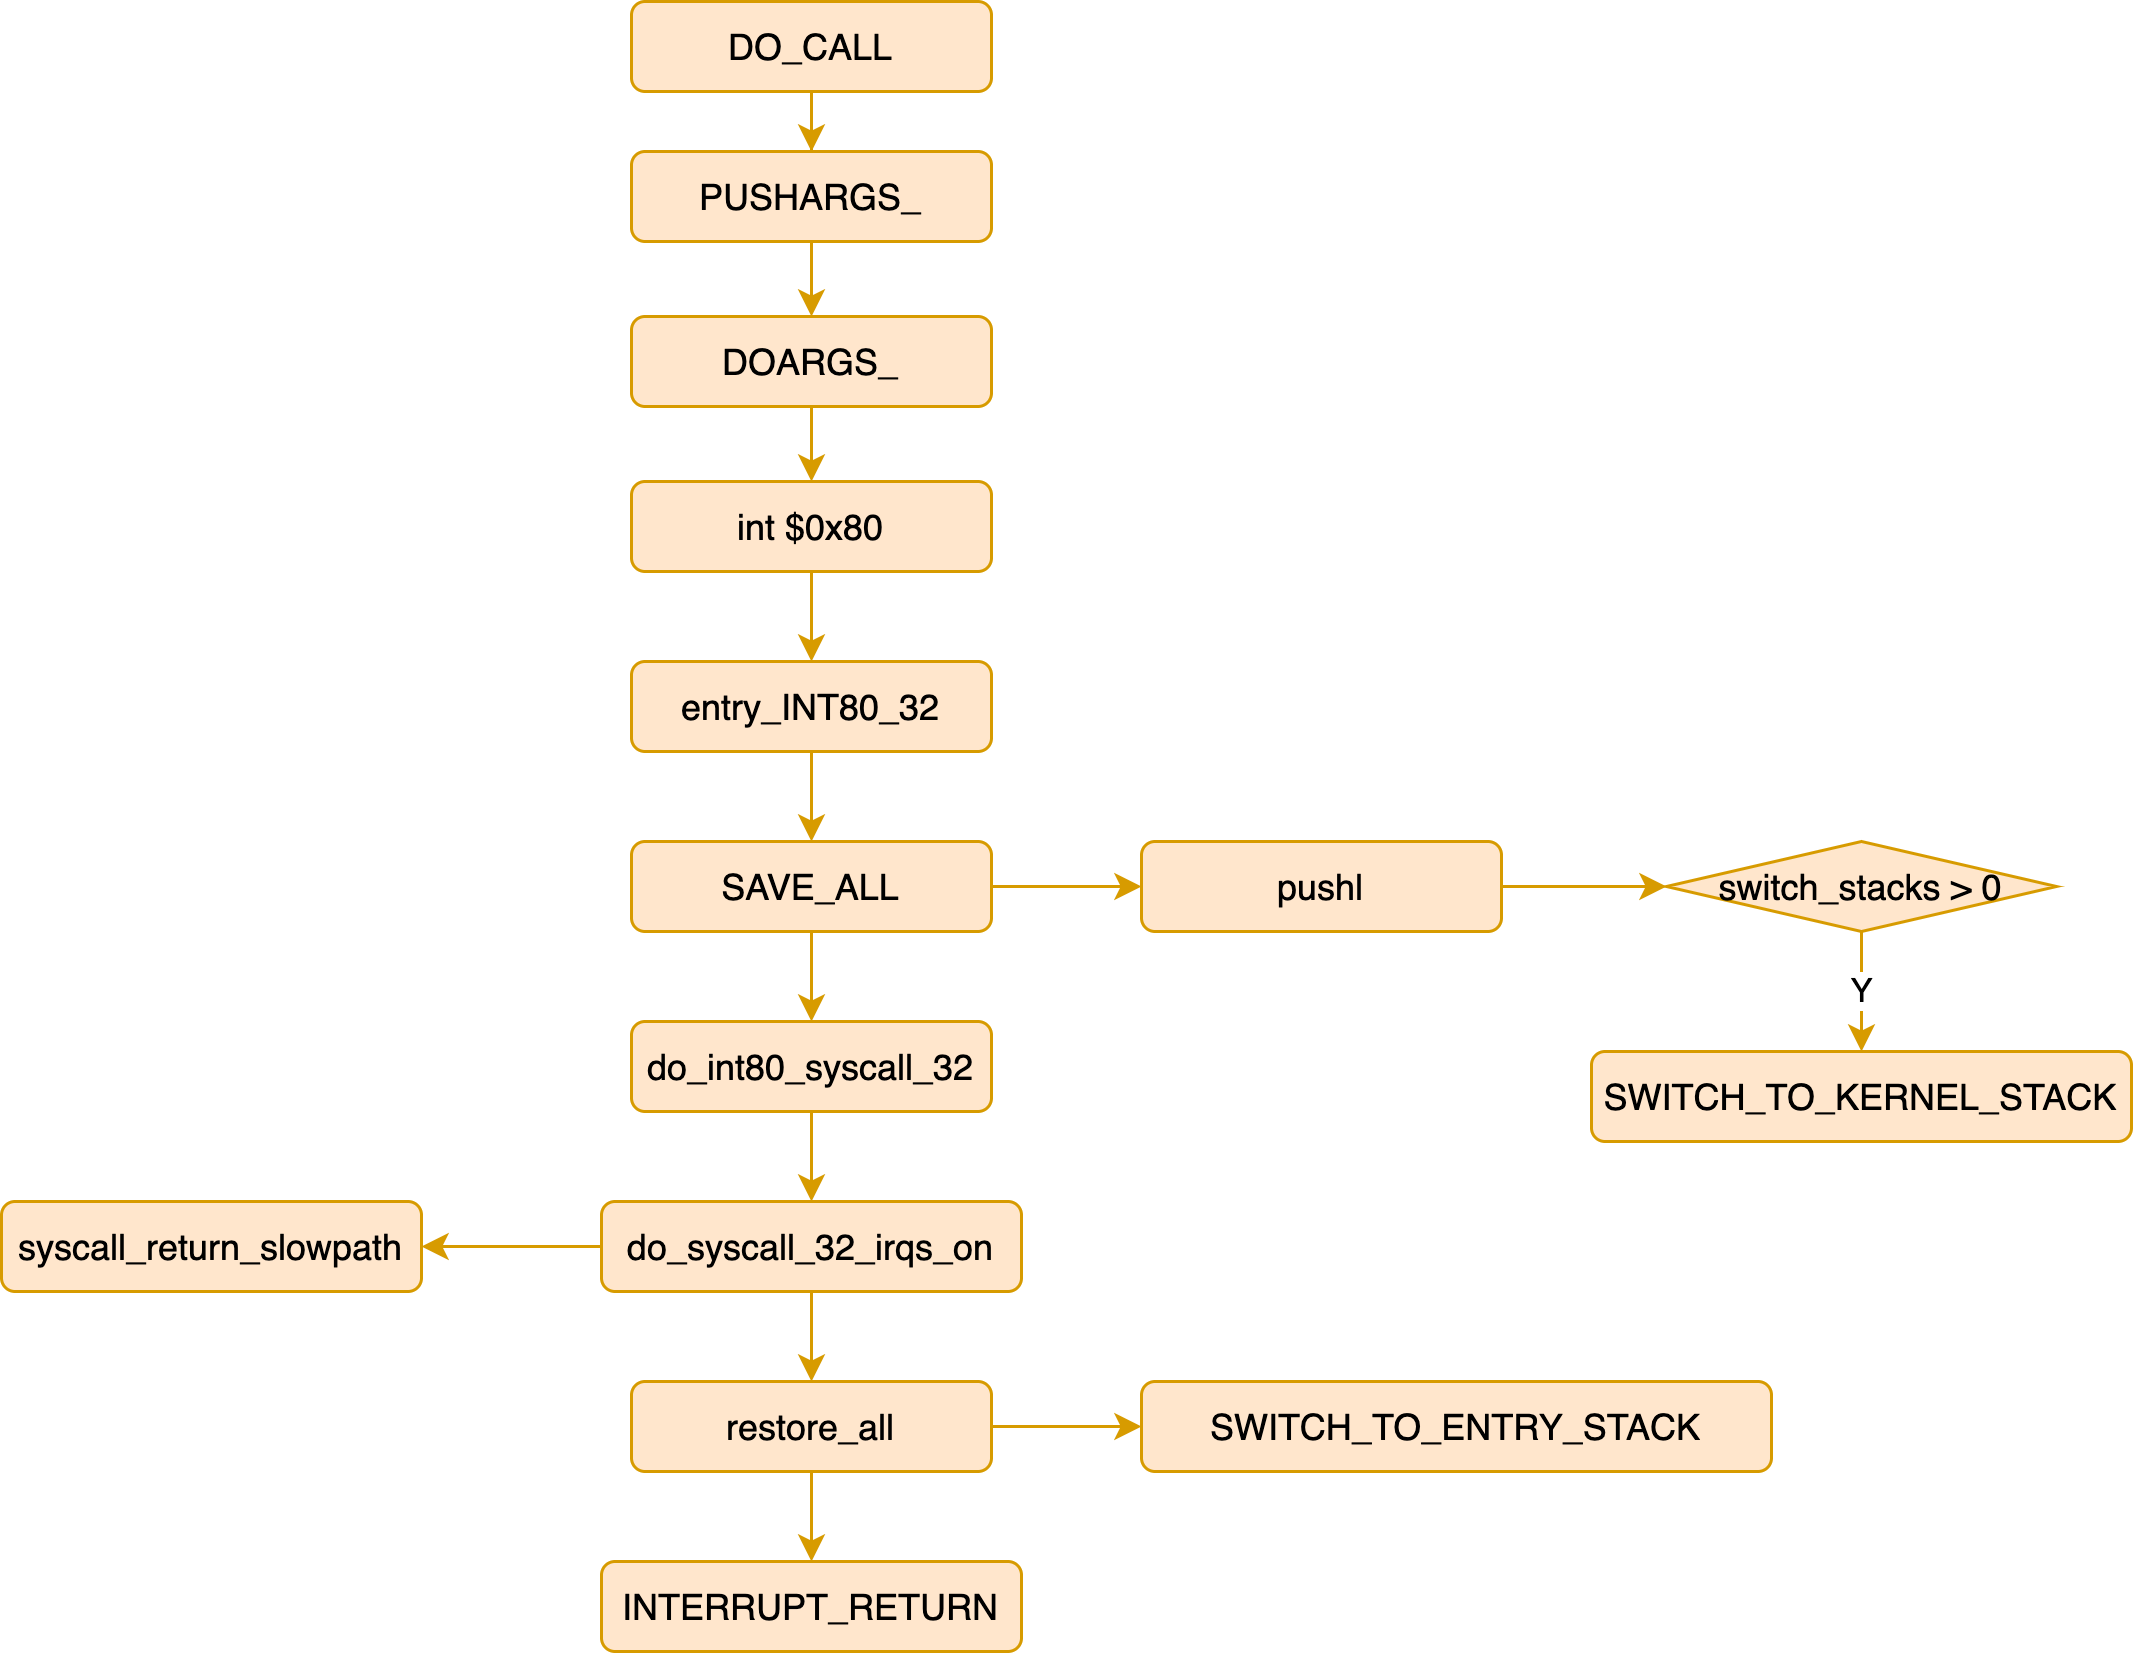 DO_CALL
PUSHARGS_
DOARGS_
int $0x80
entry_INT80_32
SAVE_ALL
pushl
switch_stacks > 0
Y
do_int80_syscall_32
SWITCH_TO_KERNEL_STACK
syscall_return_slowpath
do_syscall_32_irqs_on
restore_all
SWITCH_TO_ENTRY_STACK
INTERRUPT_RETURN